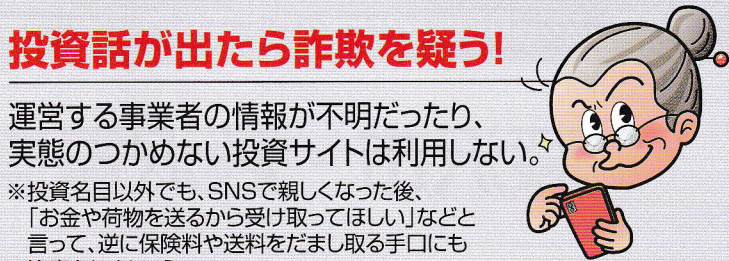 投資話が出たら詐欺を疑う!
運営する事業者の情報が不明だったり、
実態のつかめない投資サイトは利用しない。
※投資名目以外でも、SNSで親しくなった後、
「お金や荷物を送るから受け取ってほしい」などと
言って、逆に保険料や送料をだまし取る手口にも